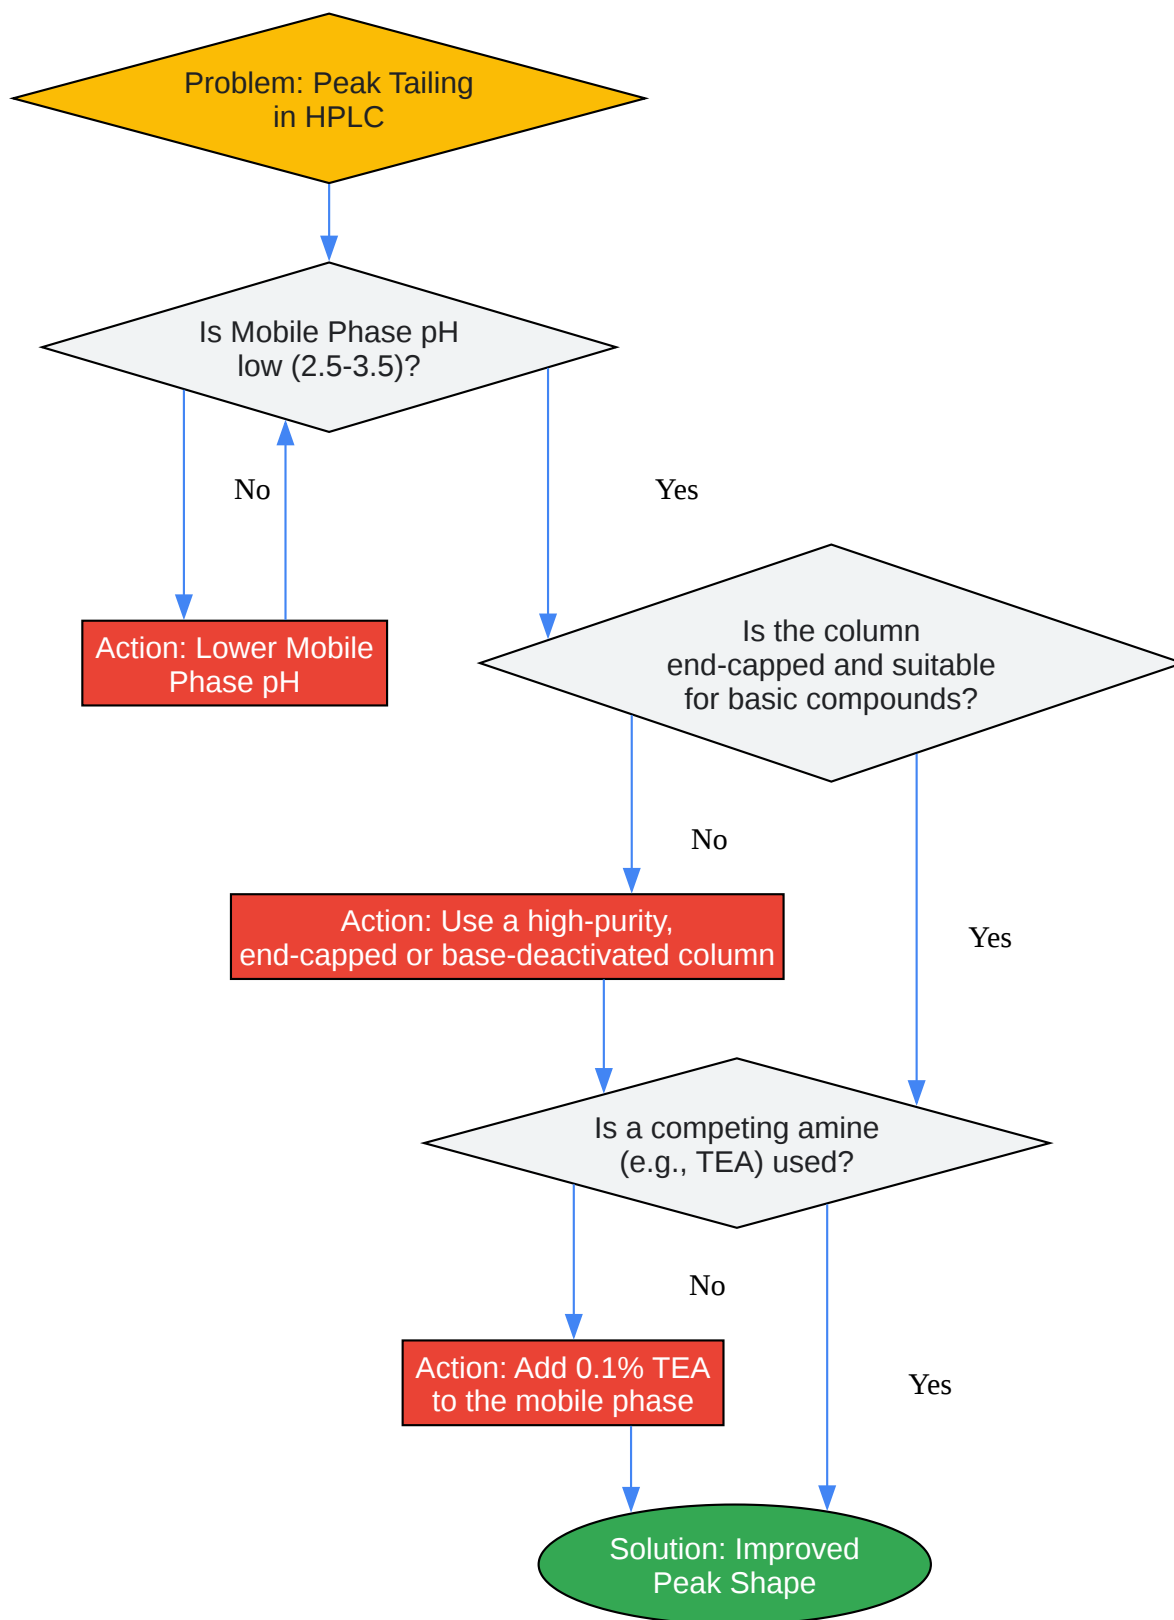 Problem: Peak Tailing
in HPLC
Is Mobile Phase pH
low (2.5-3.5)?
No
Yes
Action: Lower Mobile
Phase pH
Is the column
end-capped and suitable
for basic compounds?
No
Action: Use a high-purity,
end-capped or base-deactivated column
Yes
Is a competing amine
(e.g., TEA) used?
No
Action: Add 0.1% TEA
to the mobile phase
Yes
Solution: Improved
Peak Shape